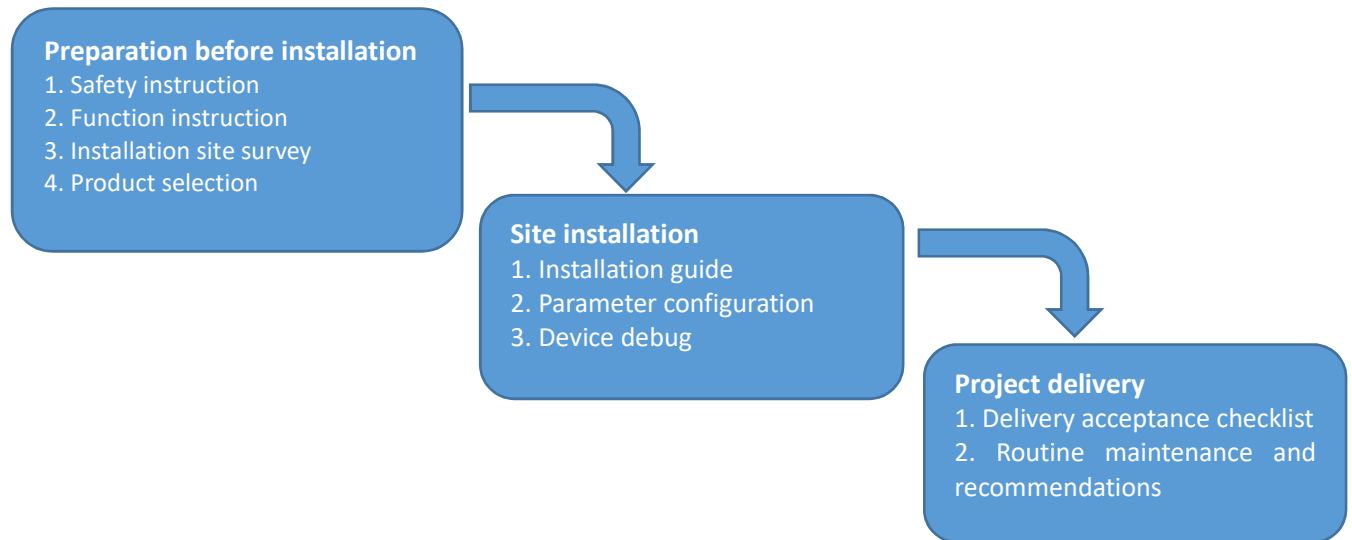 Preparation before installation
1. Safety instruction
2. Function instruction
3. Installation site survey
4. Product selection
Site installation
1. Installation guide
2. Parameter configuration
3. Device debug
Project delivery
1. Delivery acceptance checklist
2. Routine maintenance and
recommendations